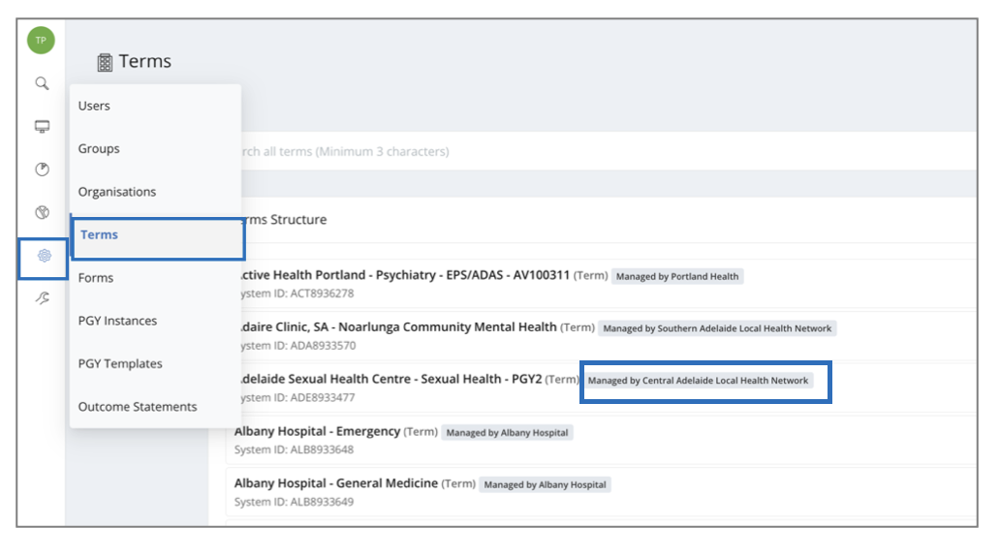 TP
Terms
Users
Groups
Organisations
Terms
Forms
PGY Instances
PGY Templates
Outcome Statements
rch all terms (Minimum 3 characters)
rms Structure
ctive Health Portland - Psychiatry - EPS/ADAS - AV100311 (Term) Managed by Portland Health
ystem ID: ACT8936278
daire Clinic, SA - Noarlunga Community Mental Health (Term) Managed by Southern Adelaide Local Health Network
ystem ID: ADA8933570
delaide Sexual Health Centre - Sexual Health - PGY2 (Term) Managed by Central Adelaide Local Health Network
ystem ID: ADE8933477
Albany Hospital - Emergency (Term) Managed by Albany Hospital
System ID: ALB8933648
Albany Hospital - General Medicine (Term) Managed by Albany Hospital
System ID: ALB8933649